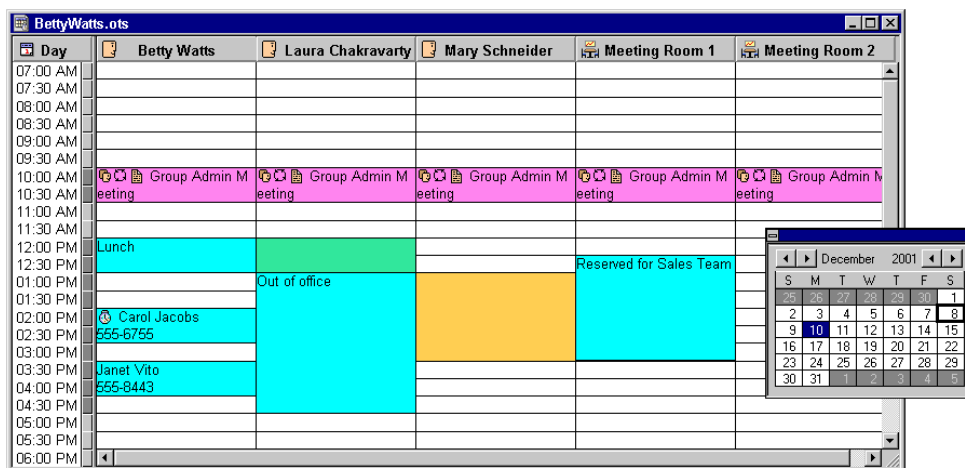 BettyWatts.ots
Day Betty Watts Laura Chakravarty Mary Schneider Meeting Room 1 Meeting Room 2
07:00 AM
07:30 AM
08:00 AM
08:30 AM
09:00 AM
09:30 AM
10:00 AM Group Admin M Group Admin M Group Admin M Group Admin M Group Admin M
10:30 AM eeting eeting eeting eeting eeting
11:00 AM
11:30 AM
12:00 PM Lunch
12:30 PM Reserved for Sales Team
01:00 PM Out of office
01:30 PM
02:00 PM Carol Jacobs
02:30 PM 555-6755
03:00 PM
03:30 PM Janet Vito
04:00 PM 555-8443
04:30 PM
05:00 PM
05:30 PM
06:00 PM
December 2001
S M T W T F S
25 26 27 28 29 30 1
2 3 4 5 6 7 8
9 10 11 12 13 14 15
16 17 18 19 20 21 22
23 24 25 26 27 28 29
30 31 1 2 3 4 5